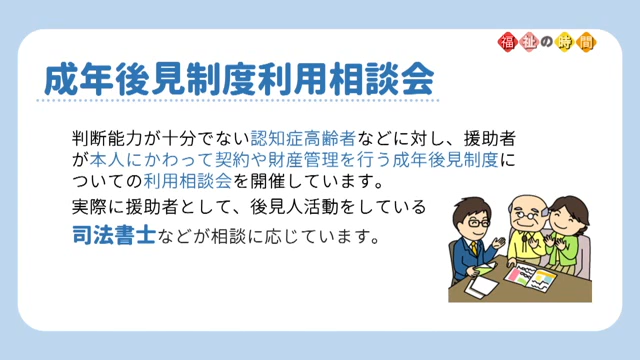 福祉の時間
成年後見制度利用相談会
判断能力が十分でない認知症高齢者などに対し、援助者
が本人にかわって契約や財産管理を行う成年後見制度に
ついての利用相談会を開催しています。
実際に援助者として、後見人活動をしている
司法書士などが相談に応じています。